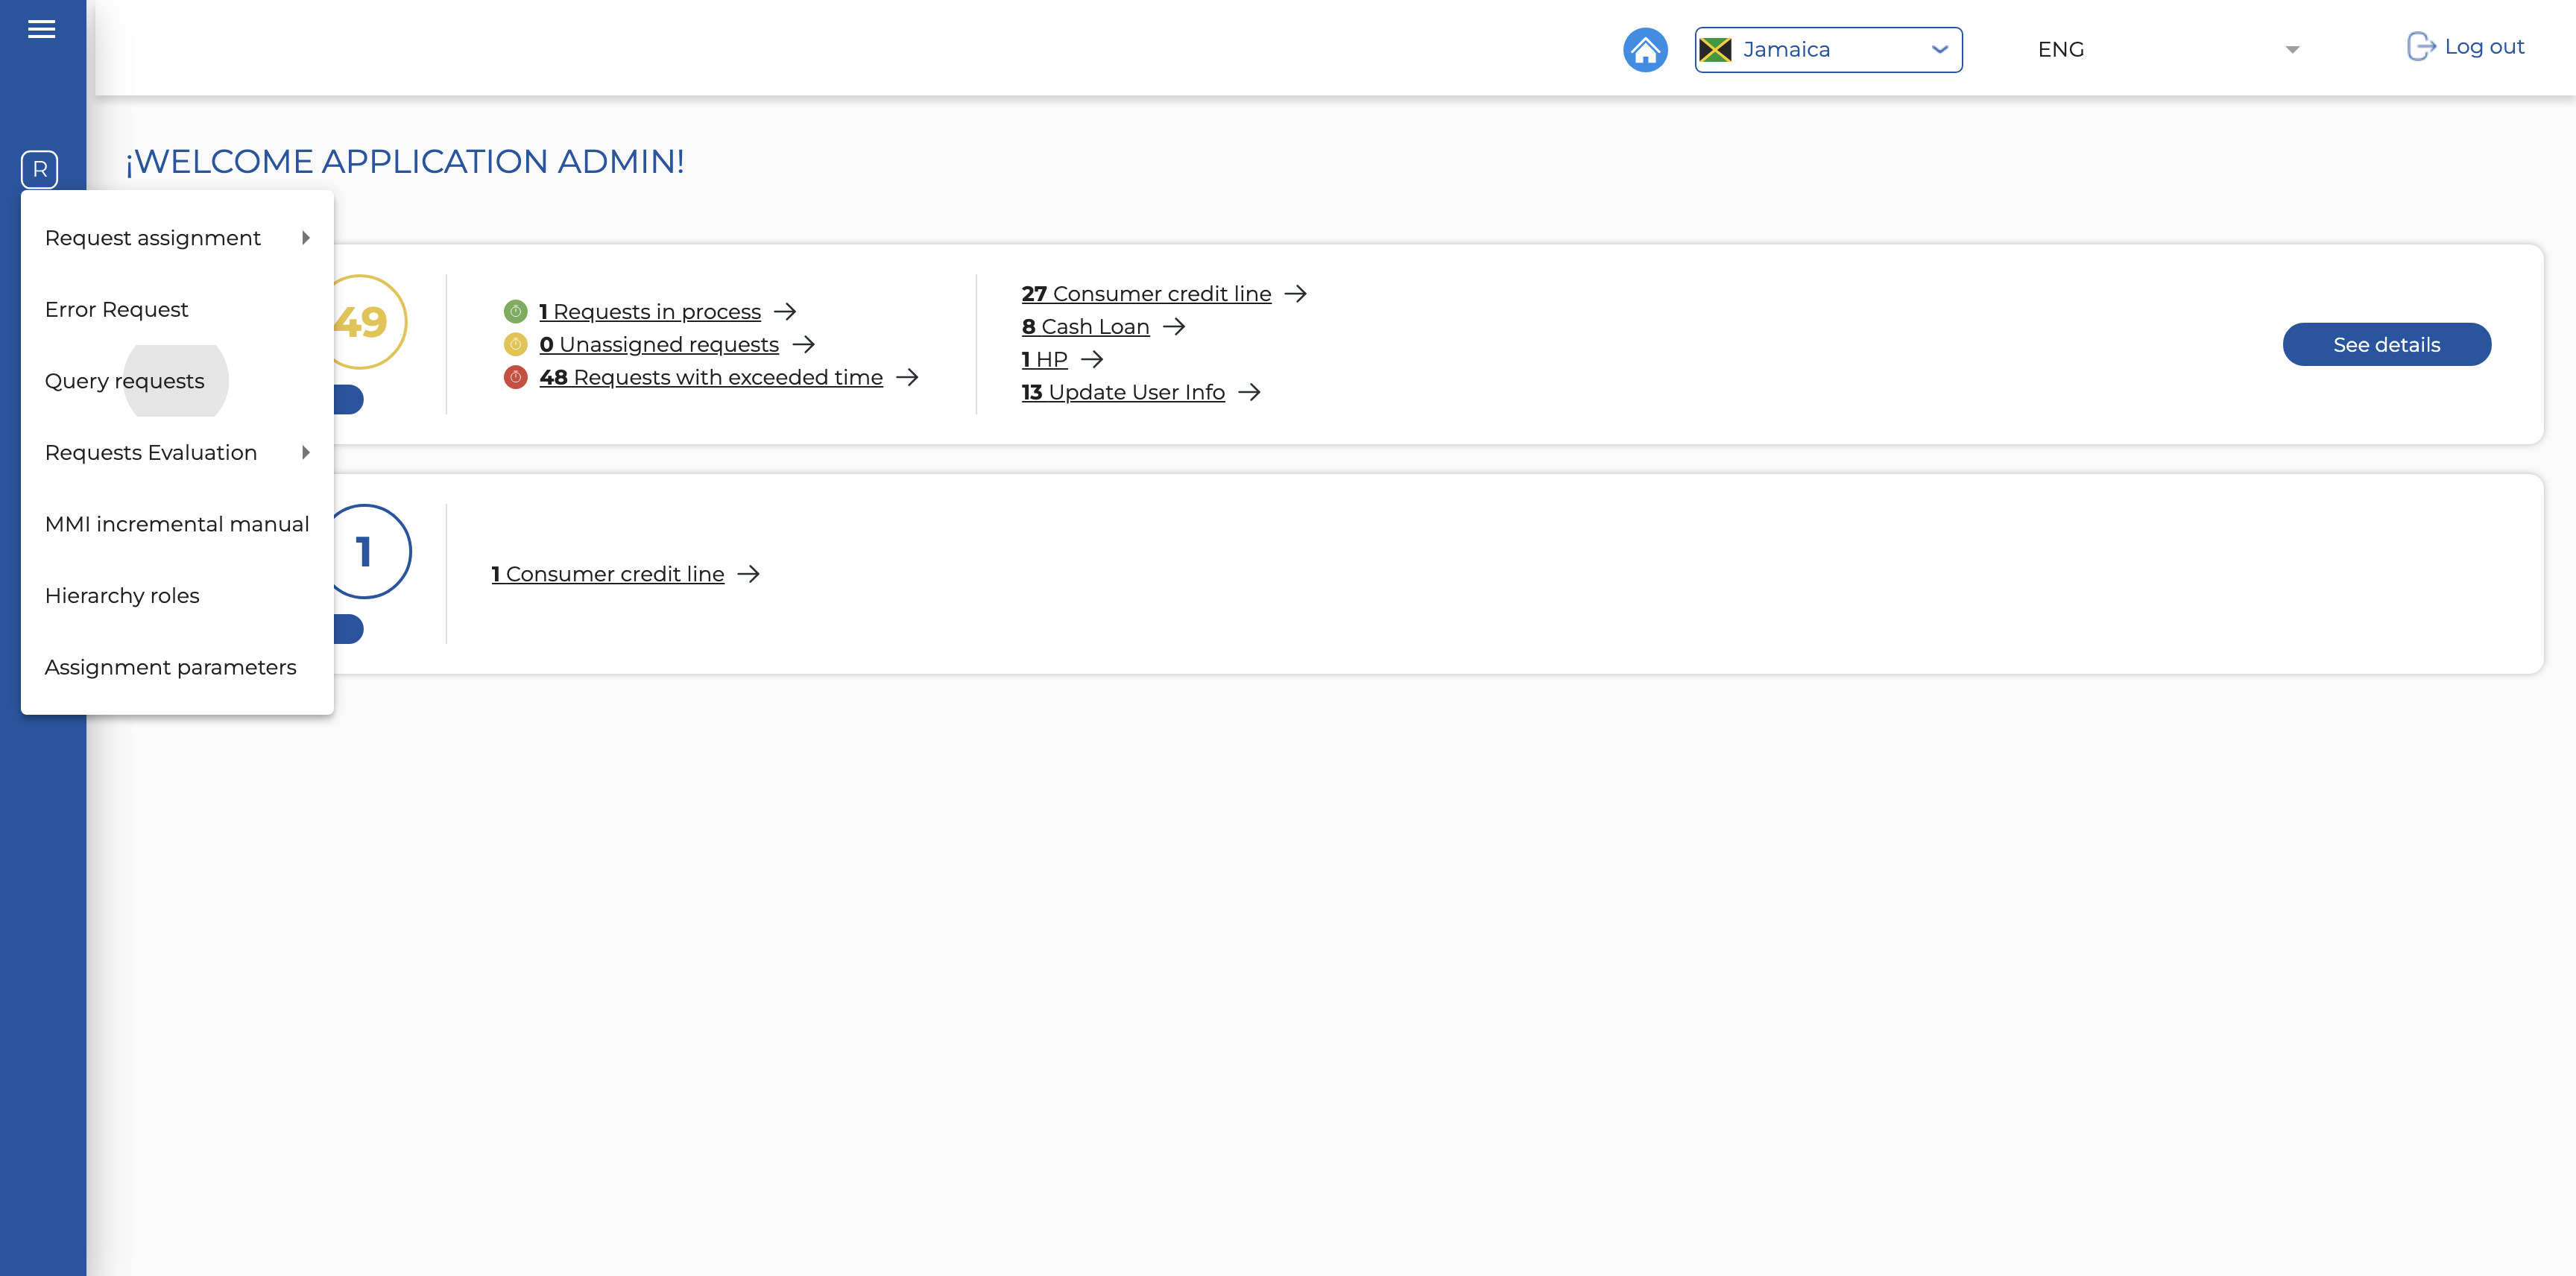 Jamaica
ENG
Log out
R
¡WELCOME APPLICATION ADMIN!
Request assignment
Error Request
Query requests
Requests Evaluation
MMI incremental manual
Hierarchy roles
Assignment parameters
49
1 Requests in process
0 Unassigned requests
48 Requests with exceeded time
27 Consumer credit line
8 Cash Loan
1 HP
13 Update User Info
See details
1
1 Consumer credit line